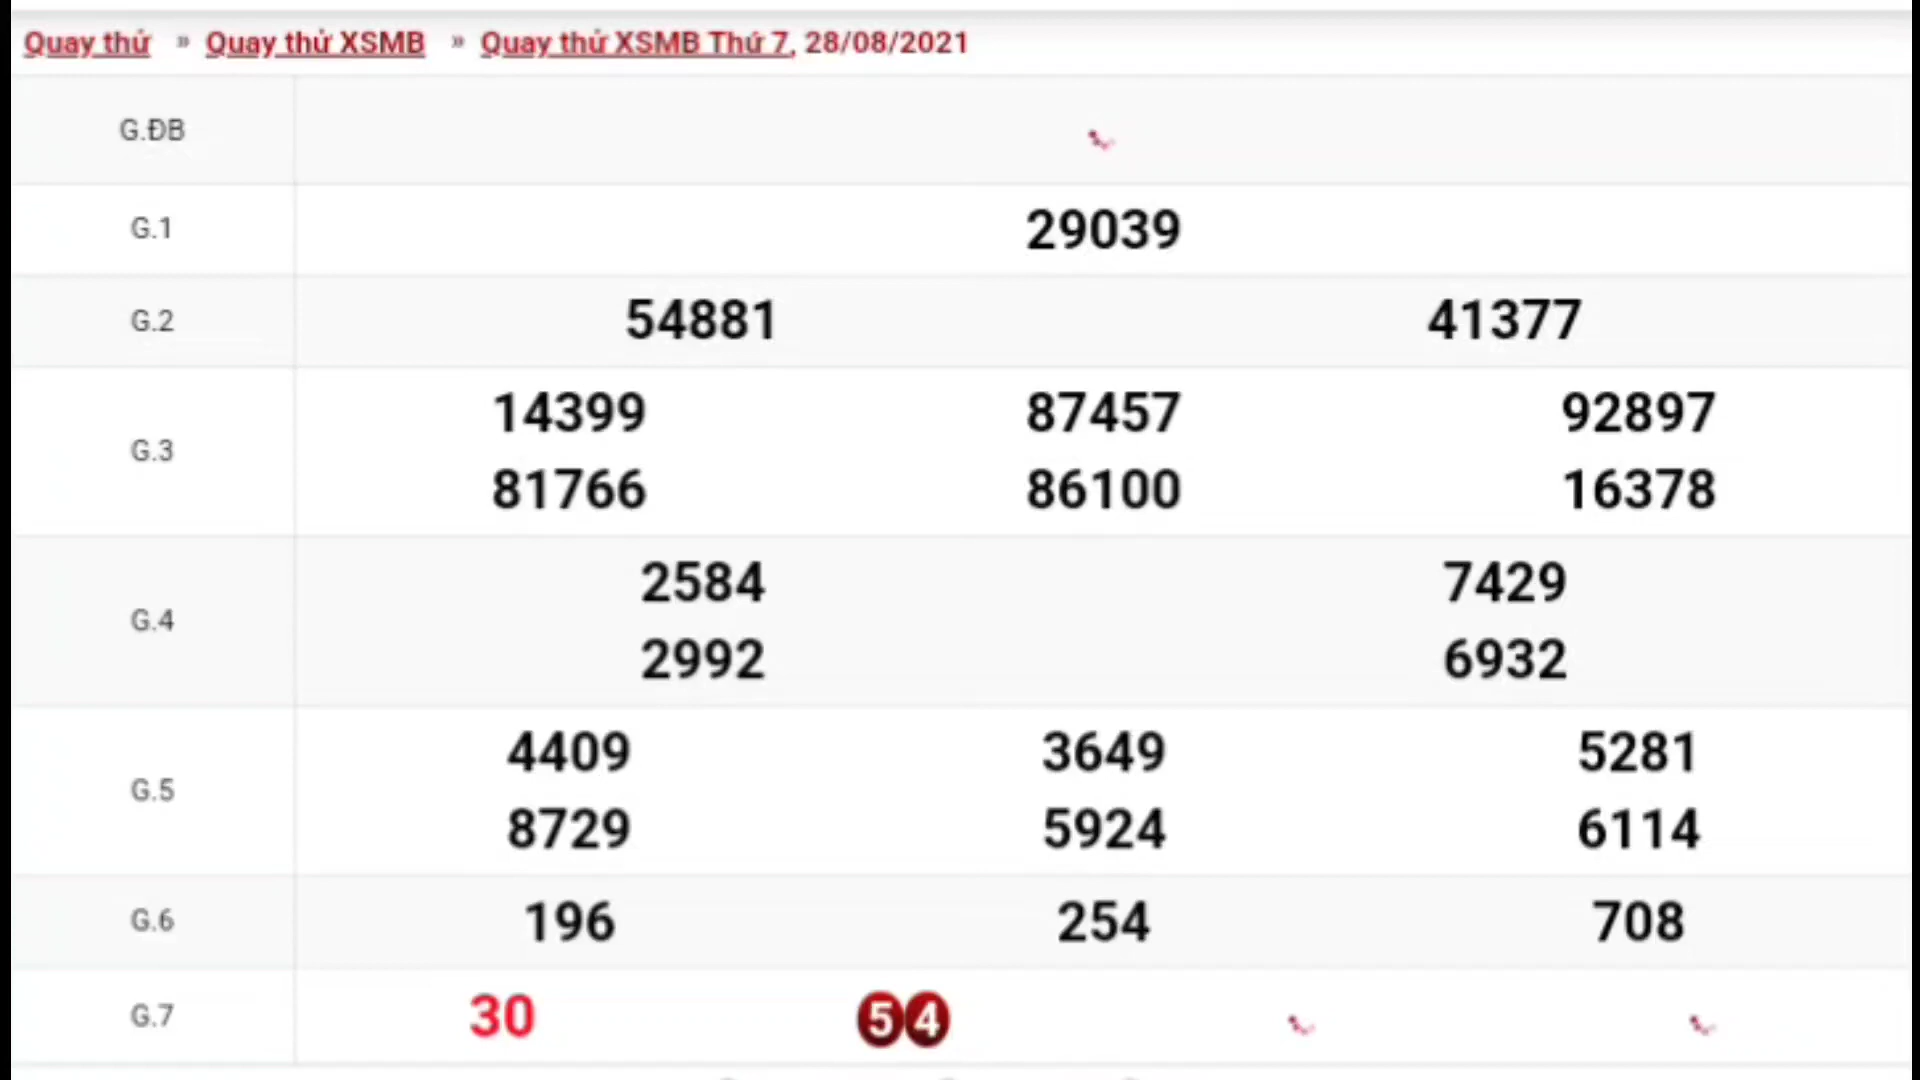 Quay thử » Quay thử XSMB » Quay thử XSMB Thứ 7, 28/08/2021
G.ĐB
G.1 29039
G.2 54881 41377
G.3 14399 87457 92897
81766 86100 16378
G.4 2584 7429
2992 6932
G.5 4409 3649 5281
8729 5924 6114
G.6 196 254 708
G.7 30 54